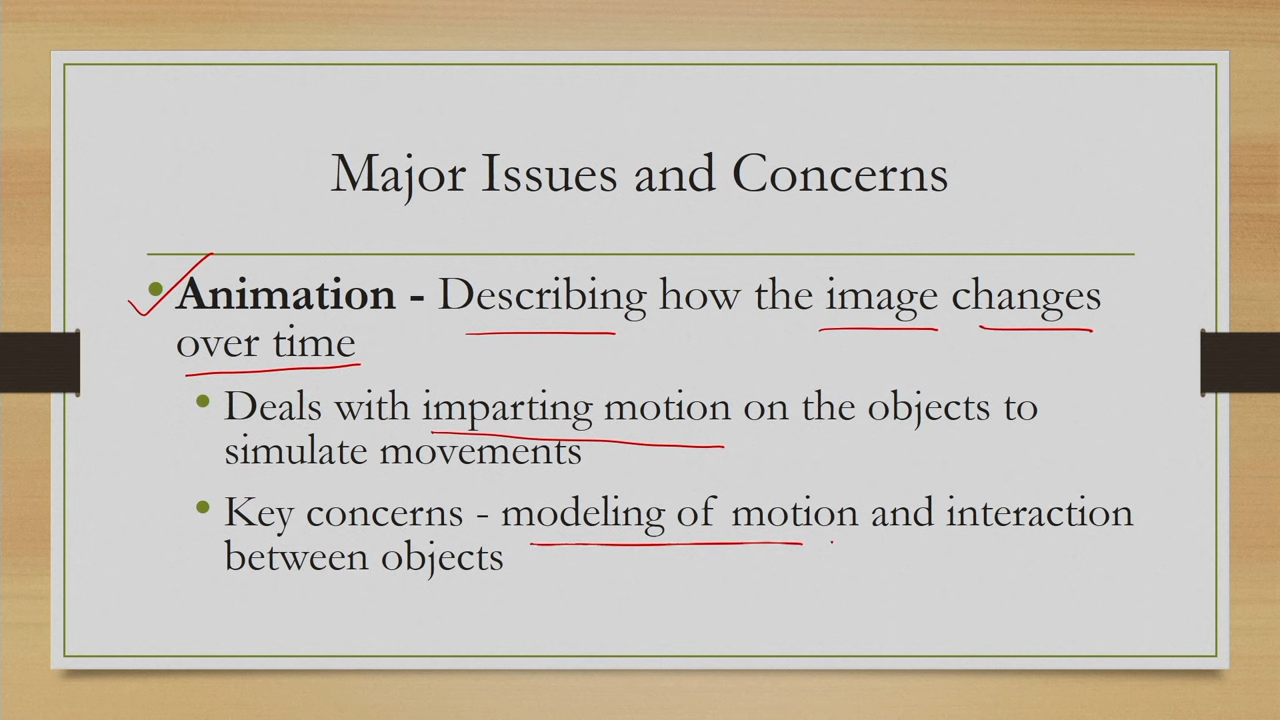 Major Issues and Concerns
• Animation - Describing how the image changes
over time
• Deals with imparting motion on the objects to
simulate movements
• Key concerns - modeling of motion and interaction
between objects